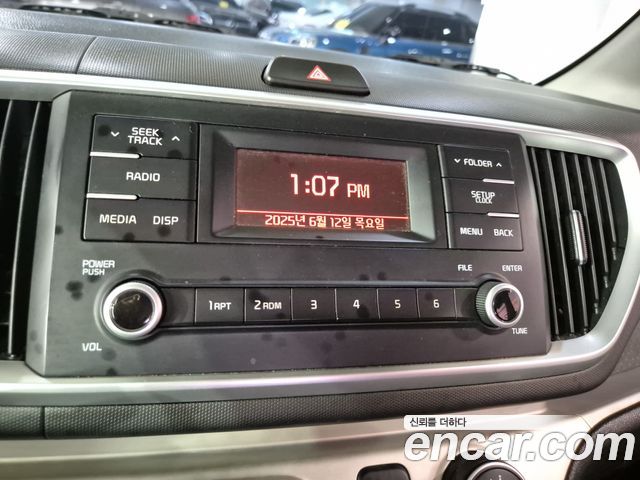 SEEK
TRACK
RADIO
MEDIA DISP
1:07 PM
2025년 6월 12일 목요일
FOLDER
SETUP
CLOCK
MENU BACK
POWER
PUSH
VOL
1 RPT 2 RDM 3 4 5 6
FILE ENTER
TUNE
신뢰를 더하다
encar.com